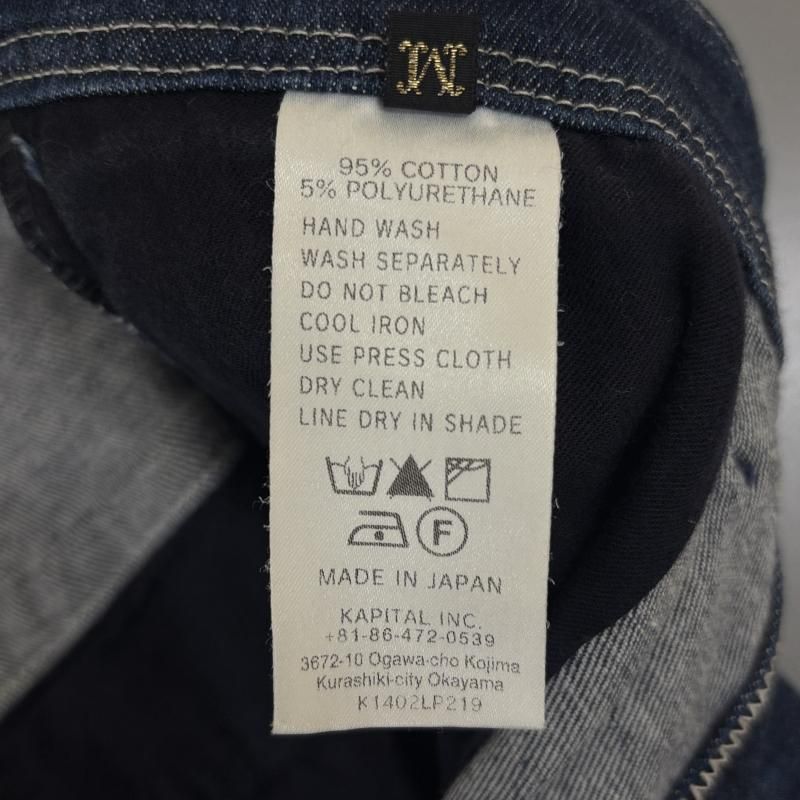 M
95% COTTON
5% POLYURETHANE
HAND WASH
WASH SEPARATELY
DO NOT BLEACH
COOL IRON
USE PRESS CLOTH
DRY CLEAN
LINE DRY IN SHADE
F
MADE IN JAPAN
KAPITAL INC.
+81-86-472-0539
3672-10 Ogawa-cho Kojima
Kurashiki-city Okayama
K1402LP219